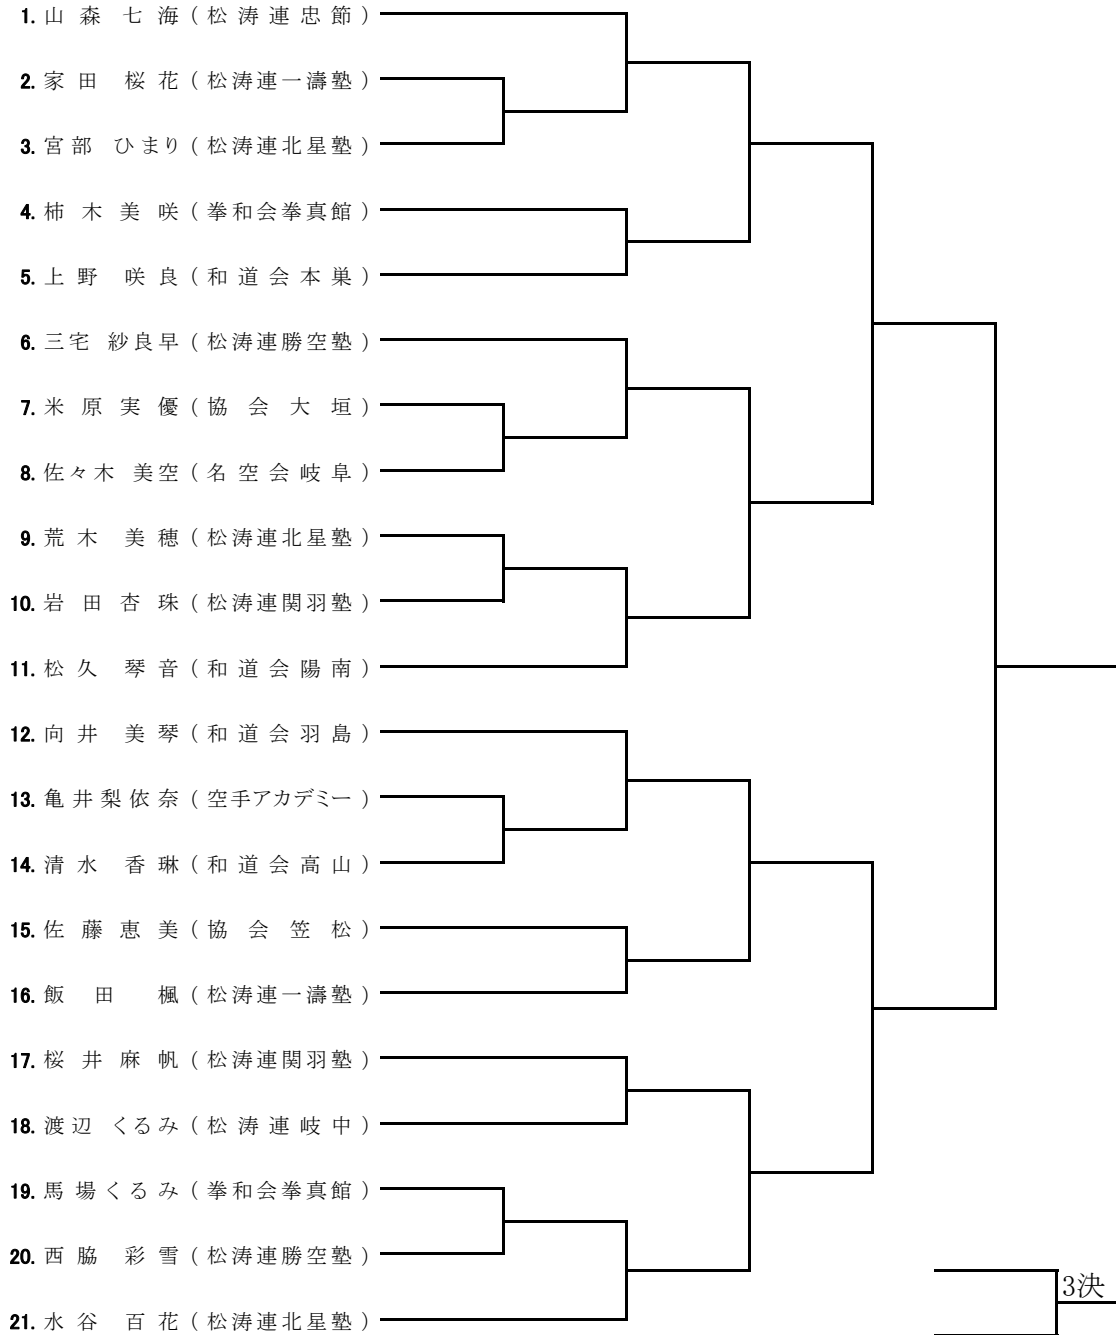 1. 山森七海 ( 松涛連忠節 )
2. 家田 桜花 ( 松涛連一濤塾 )
3. 宮部 ひまり ( 松涛連北星塾 )
4. 柿木美咲 ( 拳和会拳真館 )
5. 上野 咲良 ( 和道会本巣 )
6. 三宅 紗良早 ( 松涛連勝空塾 )
7. 米原実優 ( 協会大垣 )
8. 佐々木 美空 ( 名空会岐阜 )
9. 荒木 美穂 ( 松涛連北星塾 )
10. 岩田杏珠 ( 松涛連関羽塾 )
11. 松久 琴音 ( 和道会陽南 )
12. 向井 美琴 ( 和道会羽島 )
13. 亀井梨依奈 ( 空手アカデミー )
14. 清水 香琳 ( 和道会高山 )
15. 佐藤恵美 ( 協会笠松 )
16. 飯田 楓 ( 松涛連一濤塾 )
17. 桜井麻帆 ( 松涛連関羽塾 )
18. 渡辺 くるみ ( 松涛連岐中 )
19. 馬場くるみ ( 拳和会拳真館 )
20. 西脇 彩雪 ( 松涛連勝空塾 )
21. 水谷 百花 ( 松涛連北星塾 )
3決